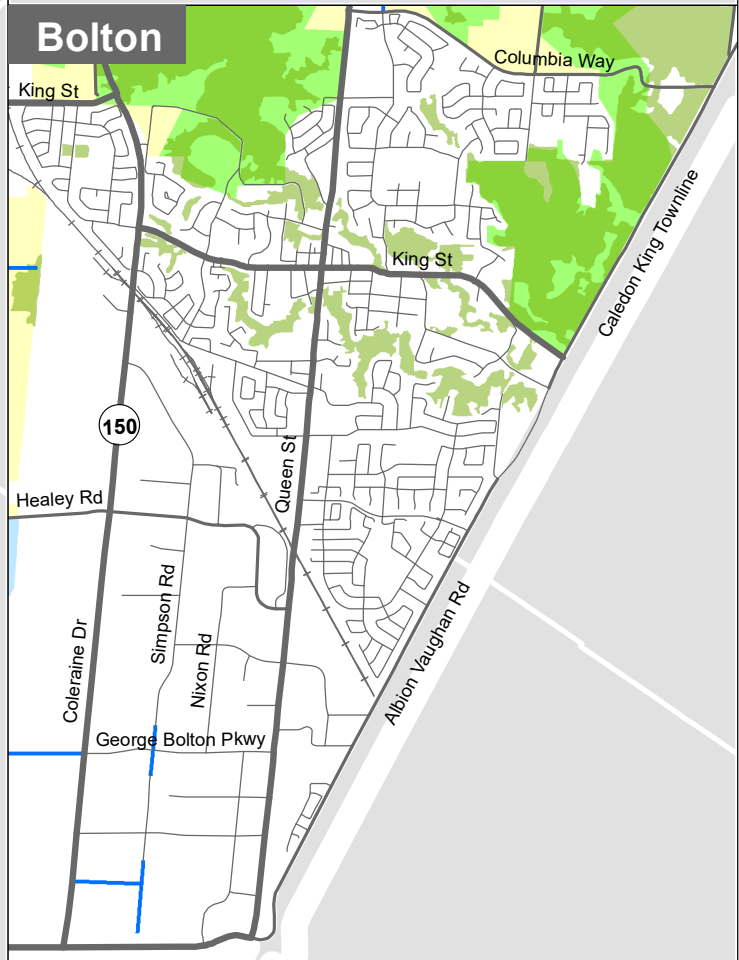 Bolton
Columbia Way
King St
Caledon King Townline
King St
150
Queen St
Healey Rd
Simpson Rd
Albion Vaughan Rd
Coleraine Dr
Nixon Rd
George Bolton Pkwy